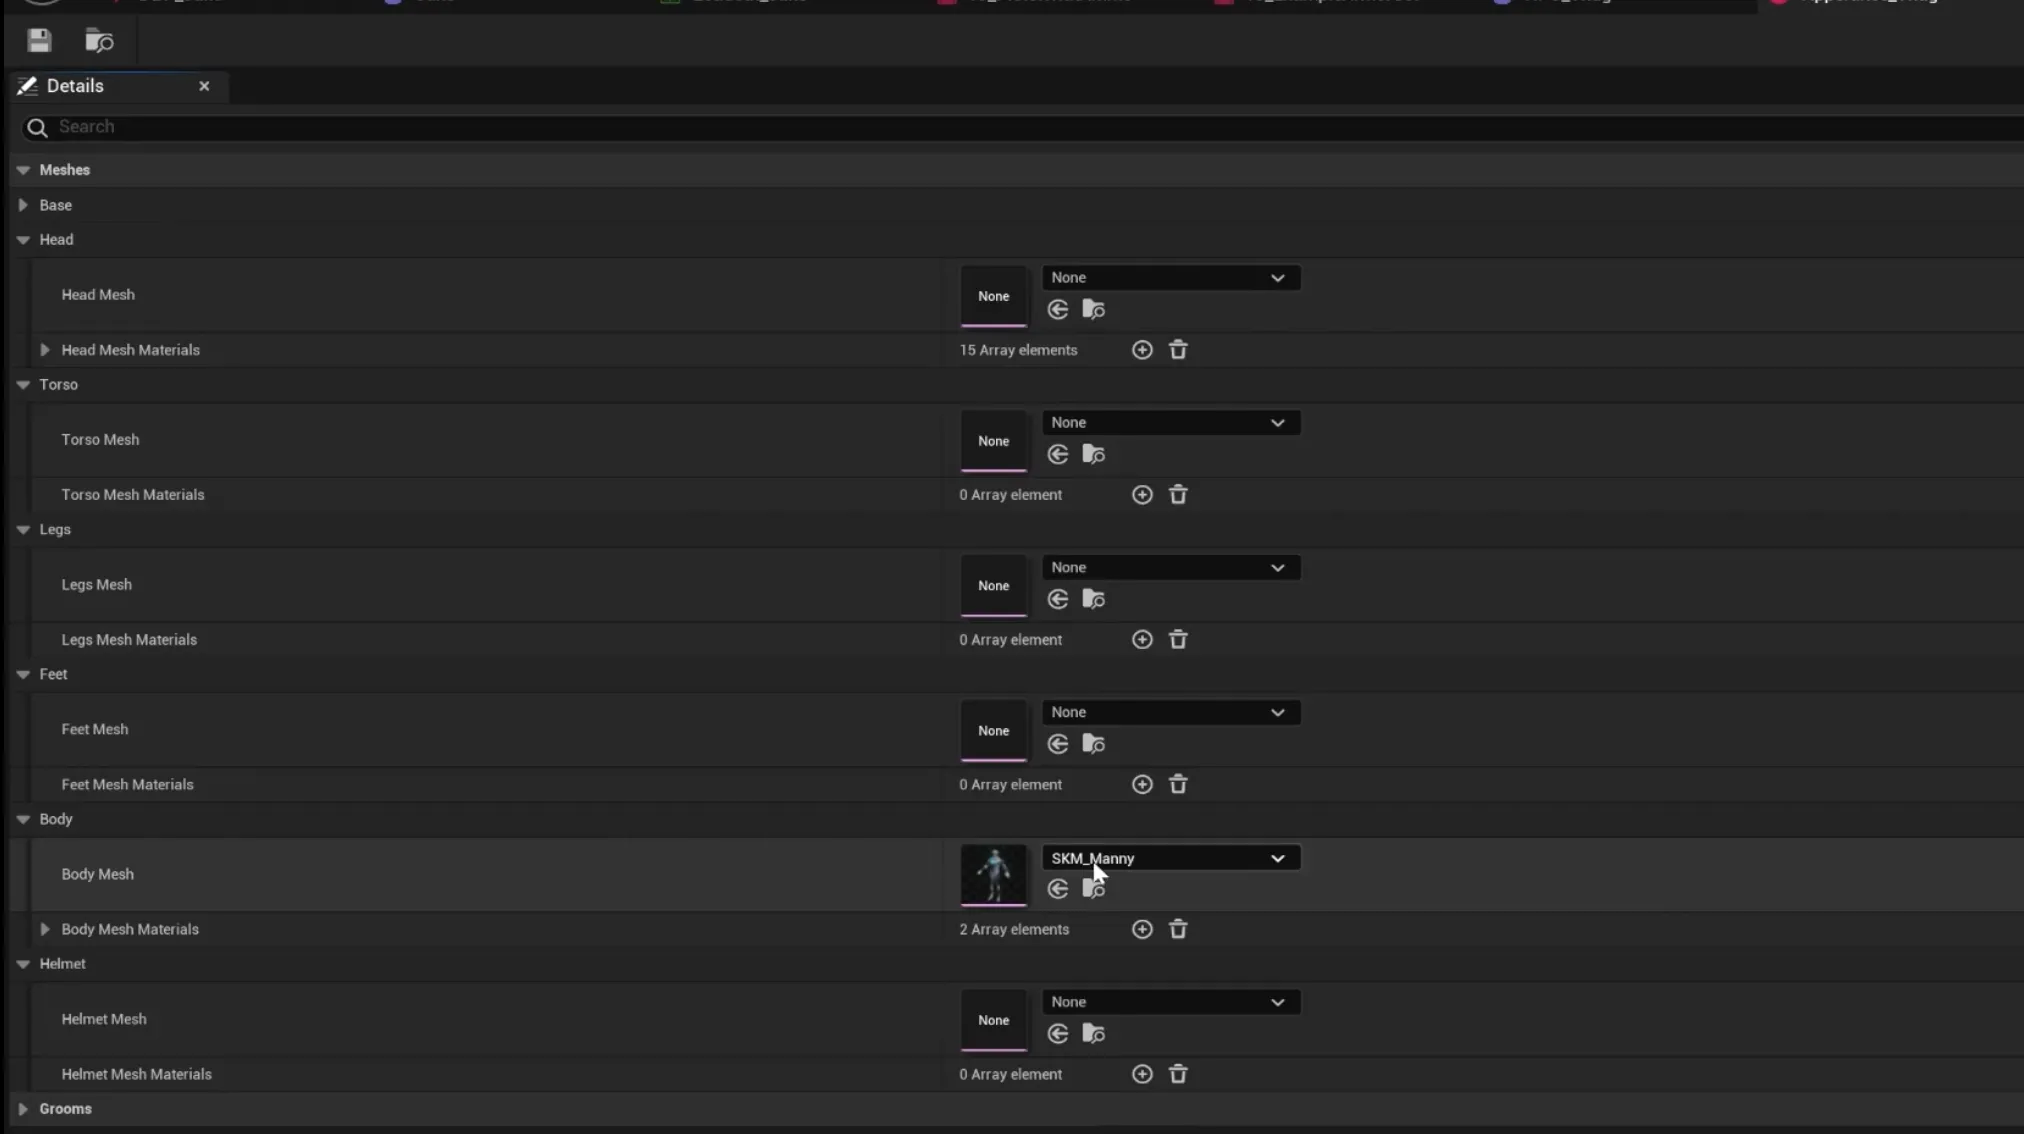 Details
Search
Meshes
Base
Head
Head Mesh
None
None
Head Mesh Materials
15 Array elements
Torso
Torso Mesh
None
None
Torso Mesh Materials
0 Array element
Legs
Legs Mesh
None
None
Legs Mesh Materials
0 Array element
Feet
Feet Mesh
None
None
Feet Mesh Materials
0 Array element
Body
Body Mesh
SKM_Manny
Body Mesh Materials
2 Array elements
Helmet
Helmet Mesh
None
None
Helmet Mesh Materials
0 Array element
Grooms